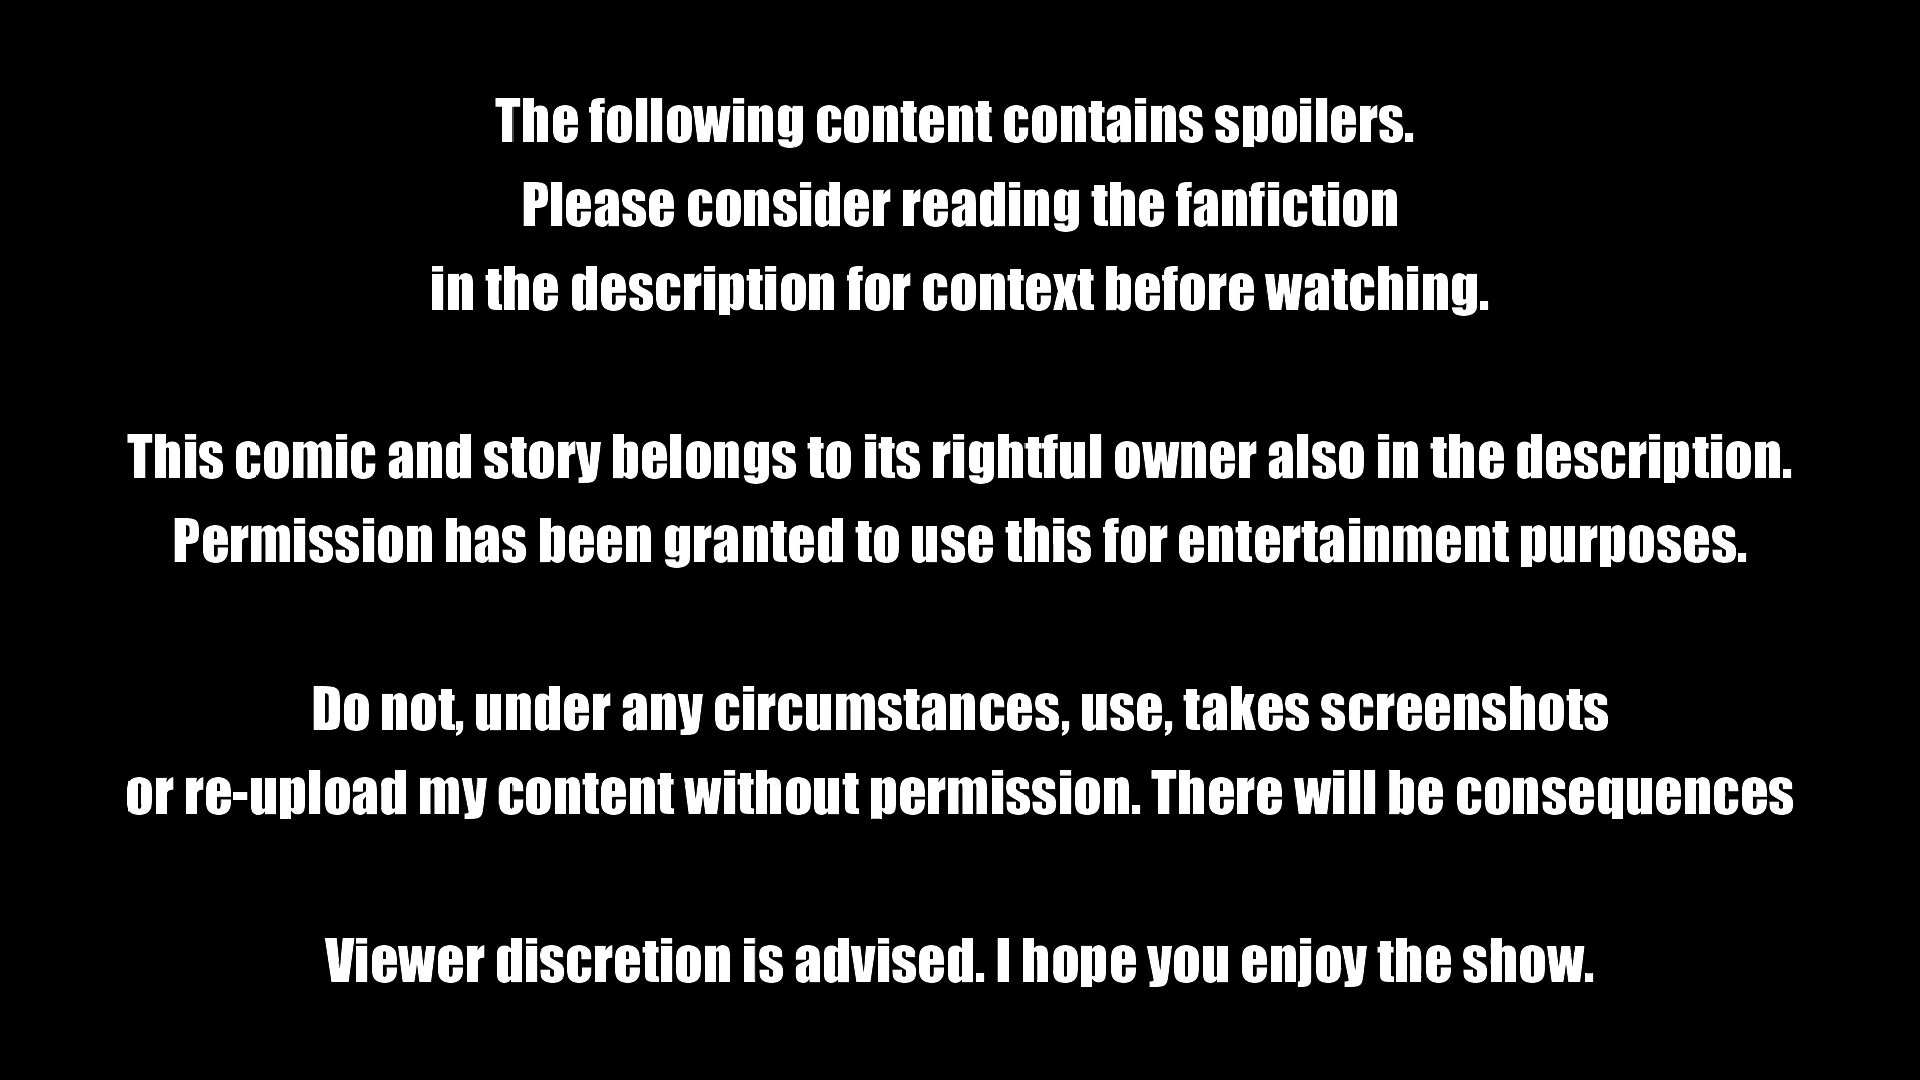 The following content contains spoilers.
Please consider reading the fanfiction
in the description for context before watching.
This comic and story belongs to its rightful owner also in the description.
Permission has been granted to use this for entertainment purposes.
Do not, under any circumstances, use, takes screenshots
or re-upload my content without permission. There will be consequences
Viewer discretion is advised. I hope you enjoy the show.